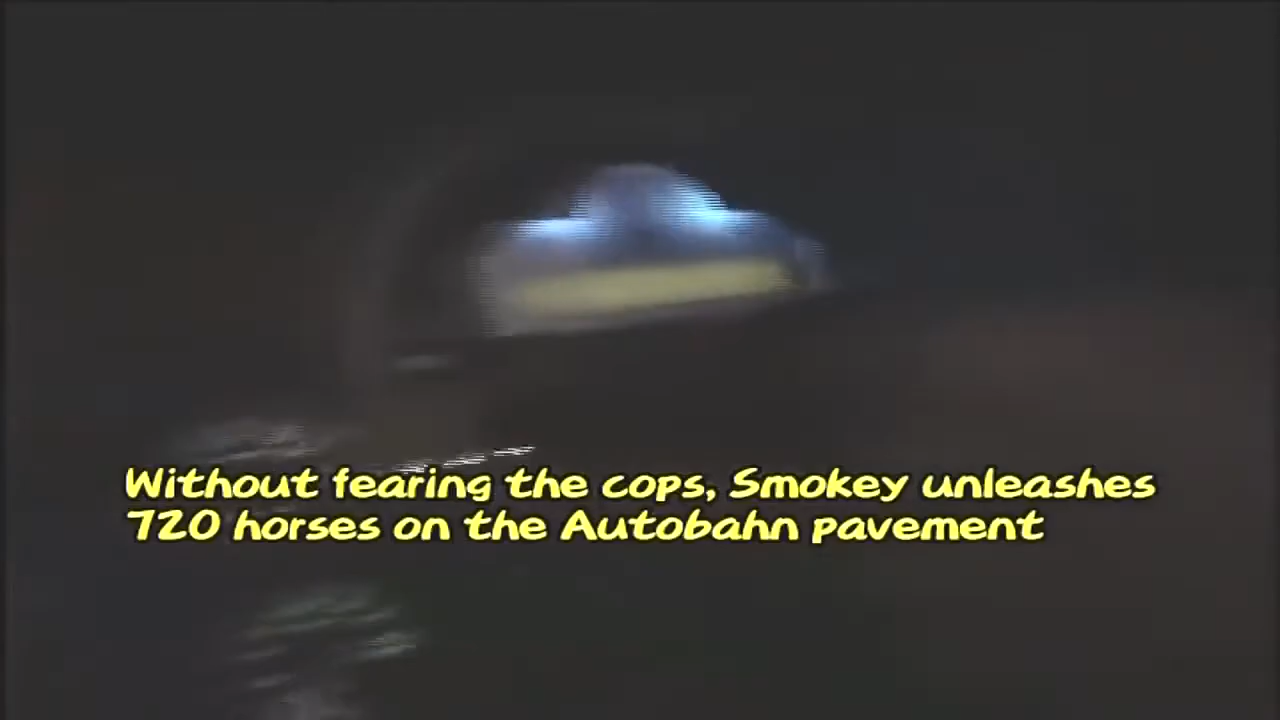 Without fearing the cops, Smokey unleashes
720 horses on the Autobahn pavement